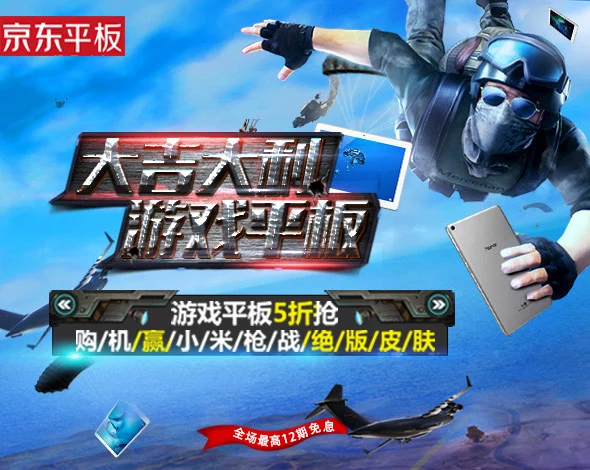 京东平板
大吉大利
游戏平板
honor
游戏平板5折抢
购/机/赢/小/米/枪/战/绝/版/皮/肤
全场最高12期免息